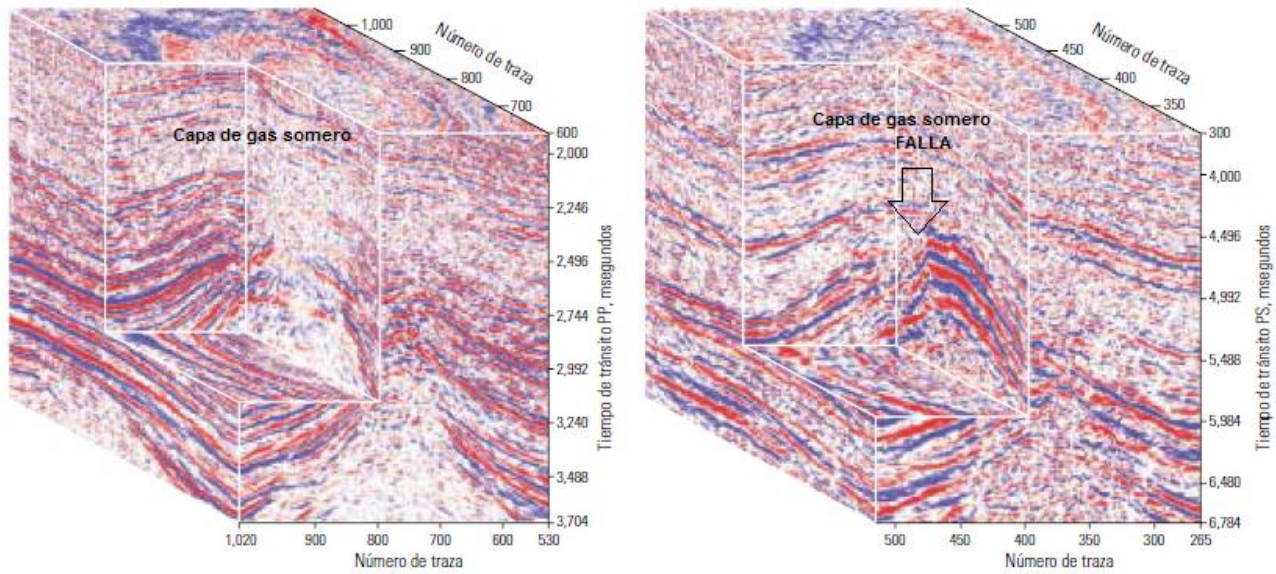 1,000
900
800
700
600
Número de traza
Capa de gas somero
2,000
2,246
2,496
2,744
2,992
3,240
3,488
3,704
Tiempo de tránsito PP, msegundos
1,020 900 800 700 600 530
Número de traza
500
450
400
350
300
Número de traza
Capa de gas somero
FALLA
4,000
4,496
4,992
5,488
5,984
6,480
6,784
Tiempo de tránsito PS, msegundos
500 450 400 350 300 265
Número de traza